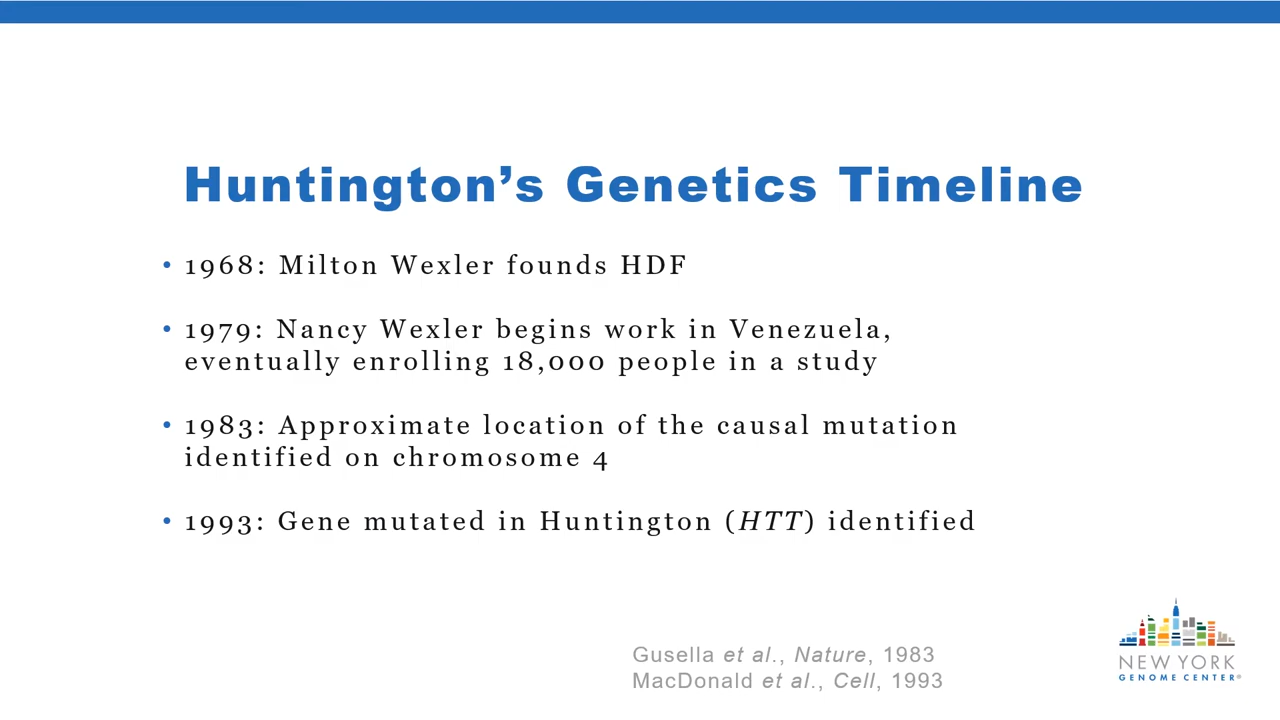 Huntington’s Genetics Timeline
• 1968: Milton Wexler founds HDF
• 1979: Nancy Wexler begins work in Venezuela,
eventually enrolling 18,000 people in a study
• 1983: Approximate location of the causal mutation
identified on chromosome 4
• 1993: Gene mutated in Huntington (HTT) identified
Gusella et al., Nature, 1983
MacDonald et al., Cell, 1993
NEW YORK
GENOME CENTER®